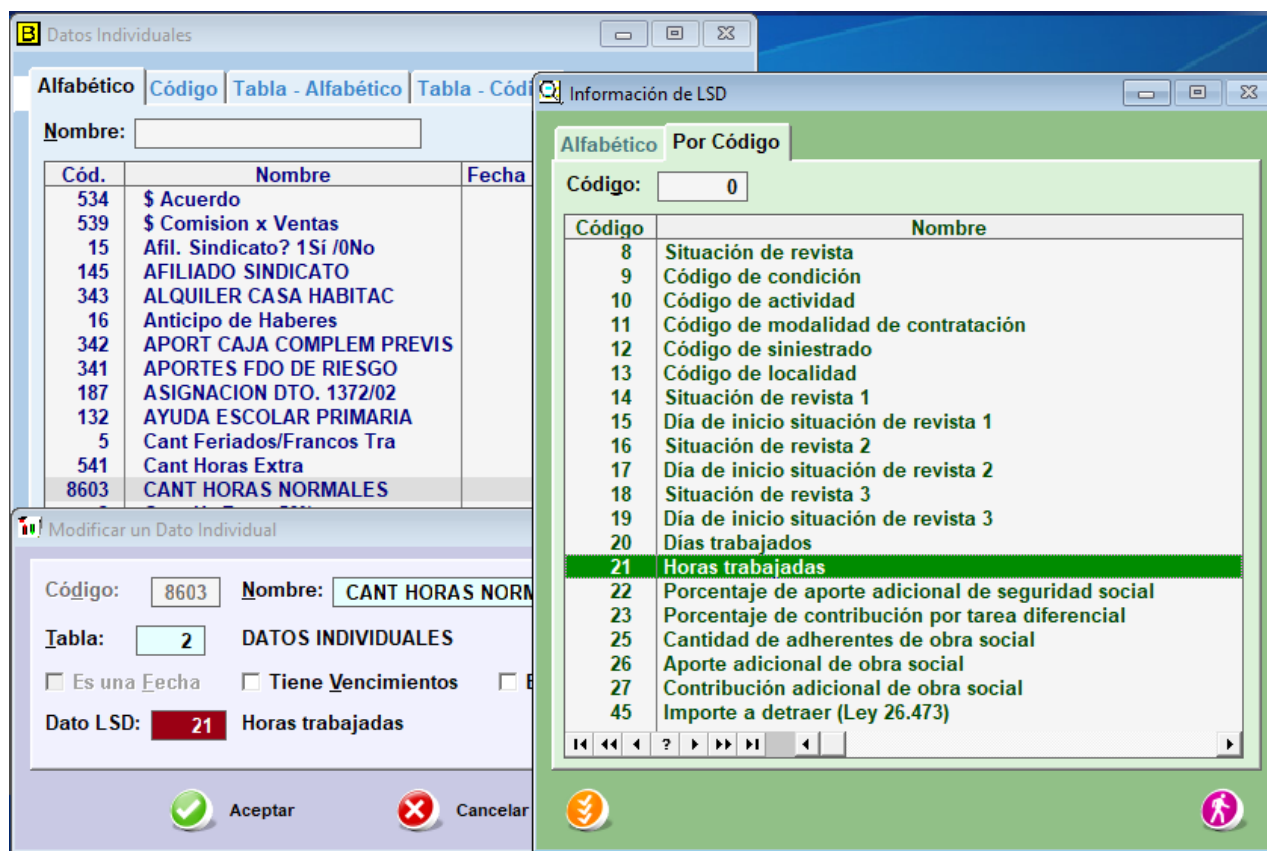 Datos Individuales
Alfabético Código Tabla - Alfabético Tabla - Códi
Nombre:
Cód. Nombre Fecha
534 $ Acuerdo
539 $ Comision x Ventas
15 Afil. Sindicato? 1Sí /0No
145 AFILIADO SINDICATO
343 ALQUILER CASA HABITAC
16 Anticipo de Haberes
342 APORT CAJA COMPLEM PREVIS
341 APORTES FDO DE RIESGO
187 ASIGNACION DTO. 1372/02
132 AYUDA ESCOLAR PRIMARIA
5 Cant Feriados/Francos Tra
541 Cant Horas Extra
8603 CANT HORAS NORMALES
Modificar un Dato Individual
Código: 8603 Nombre: CANT HORAS NORM
Tabla: 2 DATOS INDIVIDUALES
Es una Fecha Tiene Vencimientos
Dato LSD: 21 Horas trabajadas
Aceptar Cancelar
Información de LSD
Alfabético Por Código
Código: 0
Código Nombre
8 Situación de revista
9 Código de condición
10 Código de actividad
11 Código de modalidad de contratación
12 Código de siniestrado
13 Código de localidad
14 Situación de revista 1
15 Día de inicio situación de revista 1
16 Situación de revista 2
17 Día de inicio situación de revista 2
18 Situación de revista 3
19 Día de inicio situación de revista 3
20 Días trabajados
21 Horas trabajadas
22 Porcentaje de aporte adicional de seguridad social
23 Porcentaje de contribución por tarea diferencial
25 Cantidad de adherentes de obra social
26 Aporte adicional de obra social
27 Contribución adicional de obra social
45 Importe a detraer (Ley 26.473)